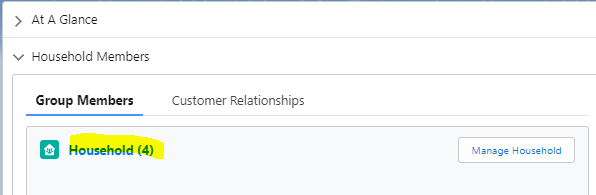 At A Glance
Household Members
Group Members Customer Relationships
Household (4) Manage Household